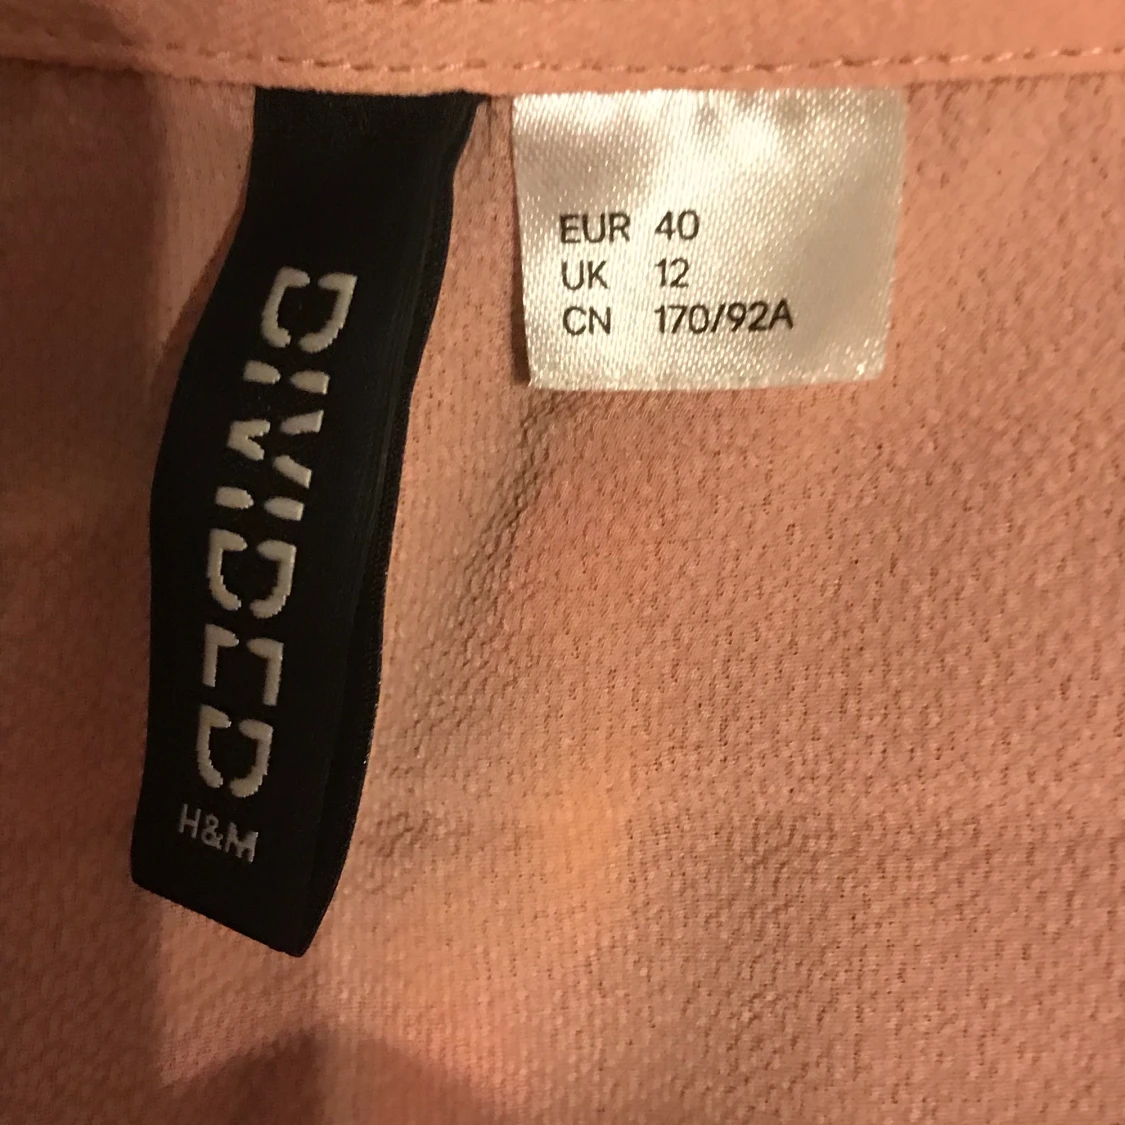 DIVIDED
H&M
EUR 40
UK 12
CN 170/92A